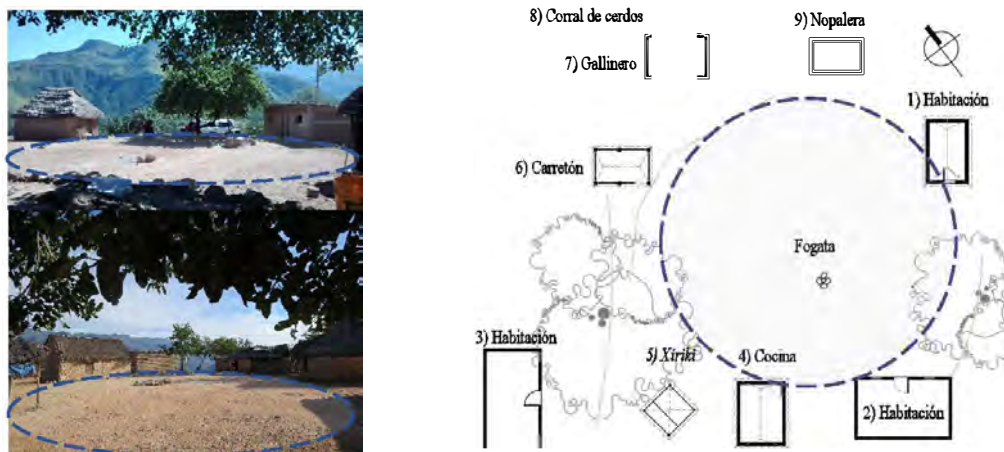 8) Corral de cerdos
9) Nopalera
7) Gallinero
1) Habitación
6) Carretón
Fogata
3) Habitación
5) Xiriki
4) Cocina
2) Habitación